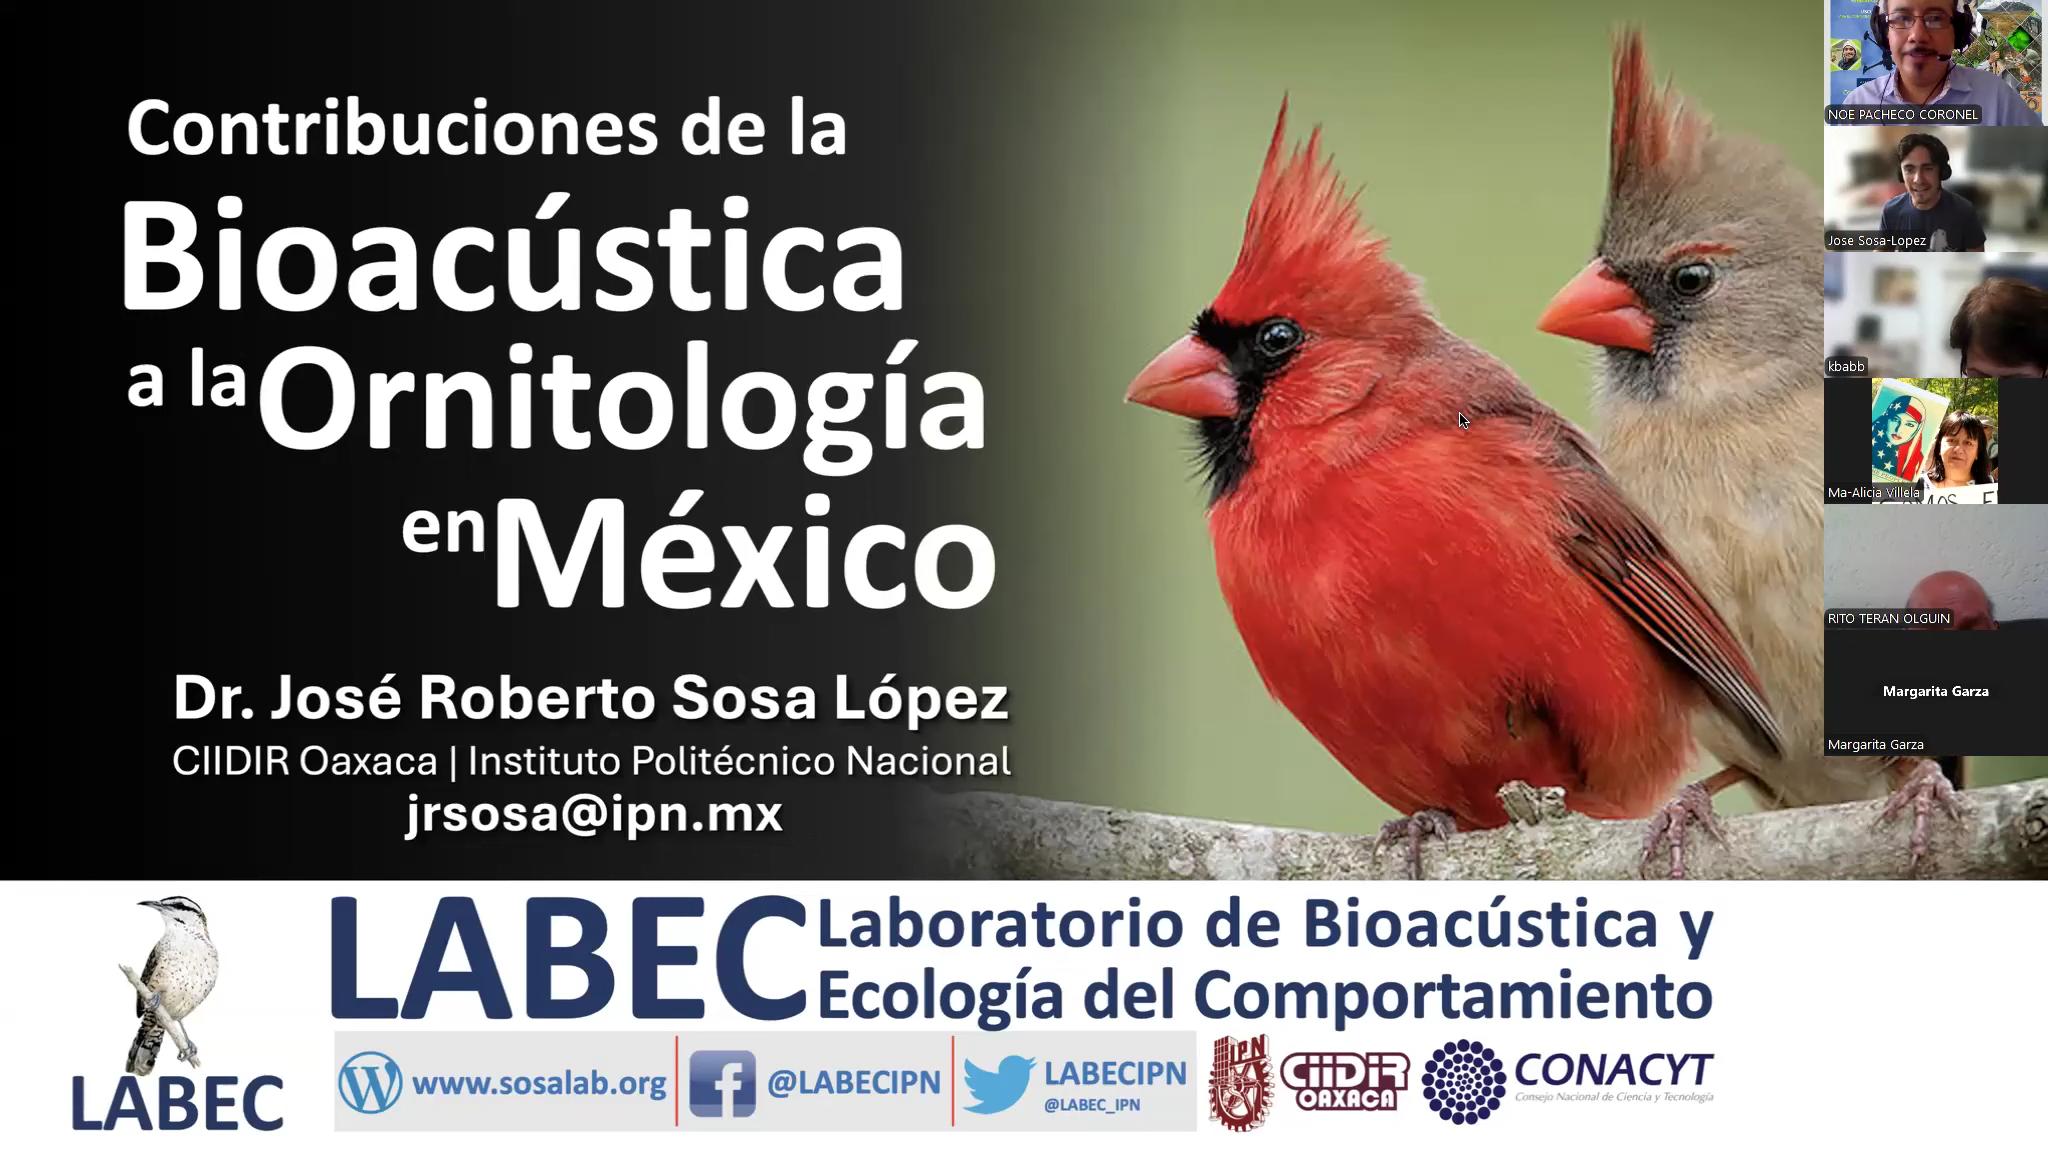 Contribuciones de la
Bioacústica
a la Ornitología
en México
Dr. José Roberto Sosa López
CIIDIR Oaxaca | Instituto Politécnico Nacional
jrsosa@ipn.mx
LABEC
LABEC Laboratorio de Bioacústica y
Ecología del Comportamiento
www.sosalab.org
@LABECIPN
LABECIPN
@LABEC_IPN
IPN
CIIDIR
OAXACA
CONACYT
Consejo Nacional de Ciencia y Tecnología
NOE PACHECO CORONEL
Jose Sosa-Lopez
kbabb
Ma-Alicia Villela
RITO TERAN OLGUIN
Margarita Garza
Margarita Garza